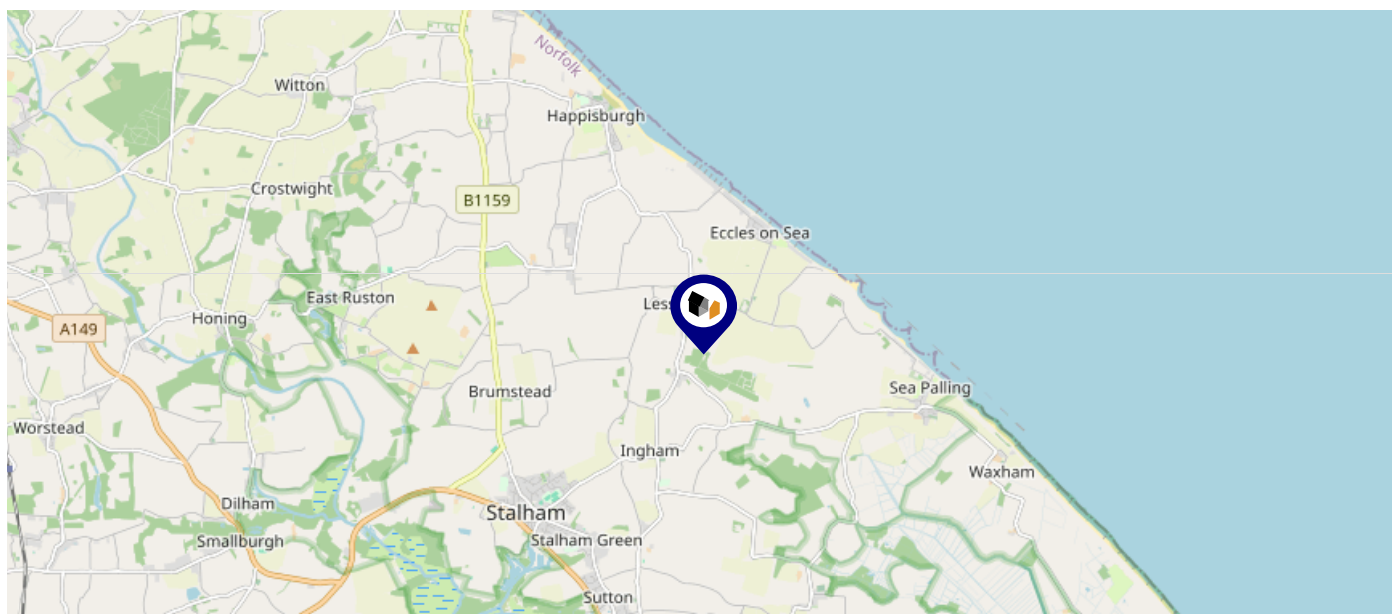 Norfolk
Witton
Happisburgh
Crostwight
B1159
Eccles on Sea
East Ruston
Less
Honing
A149
Brumstead
Sea Palling
Worstead
Ingham
Waxham
Dilham
Stalham
Smallburgh
Stalham Green
Sutton